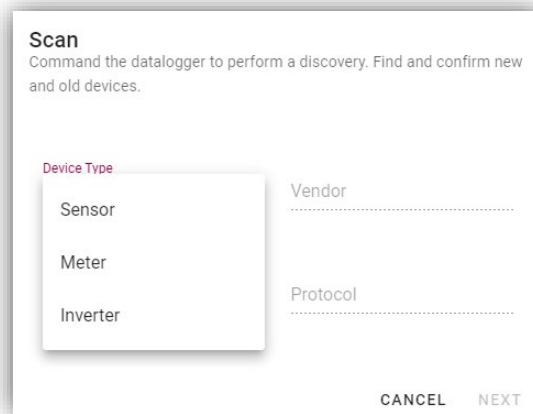 Scan
Command the datalogger to perform a discovery. Find and confirm new
and old devices.
Device Type
Sensor
Meter
Inverter
Vendor
Protocol
CANCEL NEXT